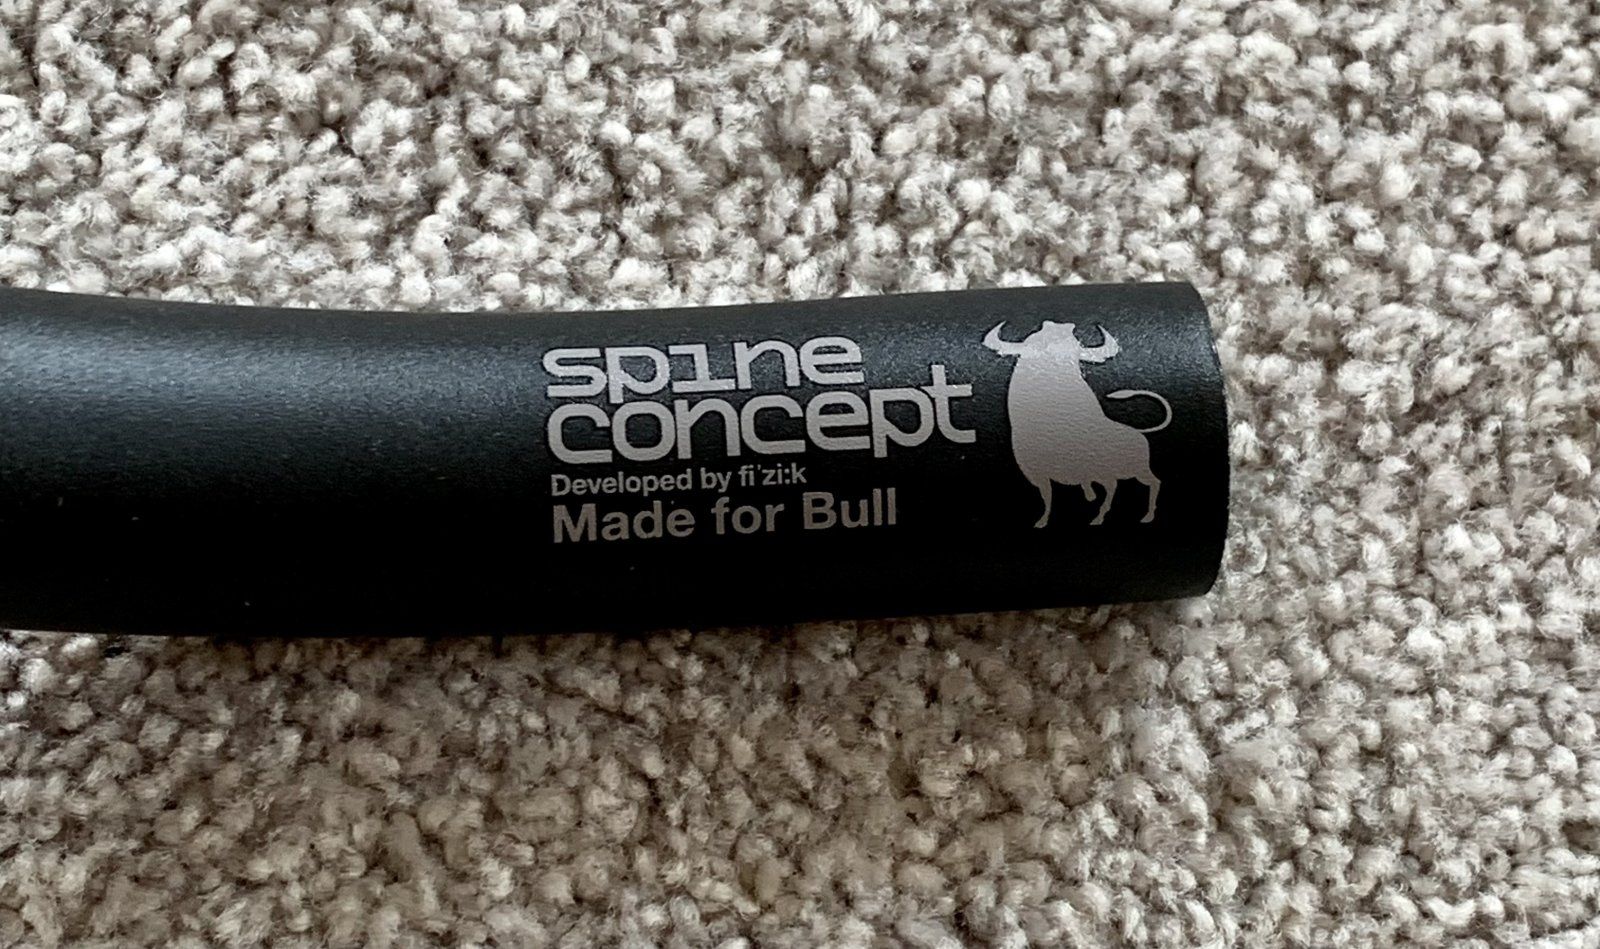 spine
concept
Developed by fi'zi:k
Made for Bull